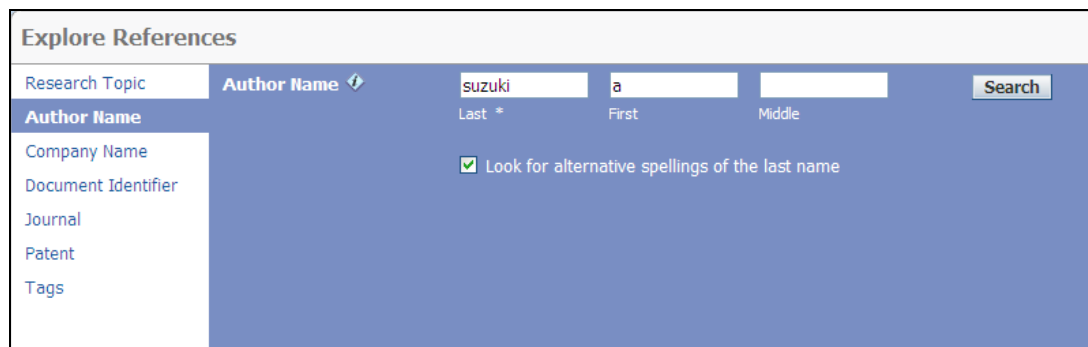 Explore References
Research Topic
Author Name
Company Name
Document Identifier
Journal
Patent
Tags
Author Name
suzuki a
Last * First Middle
Search
Look for alternative spellings of the last name